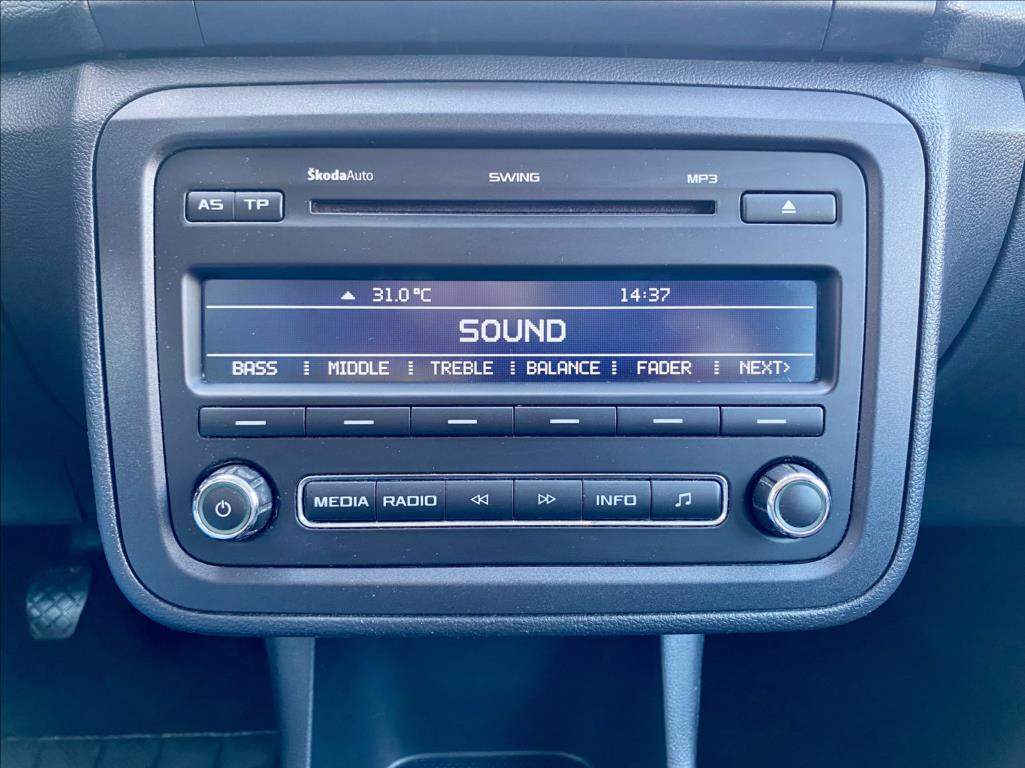 ŠkodaAuto SWING MP3
AS TP
31.0°C 14:37
SOUND
BASS MIDDLE TREBLE BALANCE FADER NEXT>
MEDIA RADIO INFO